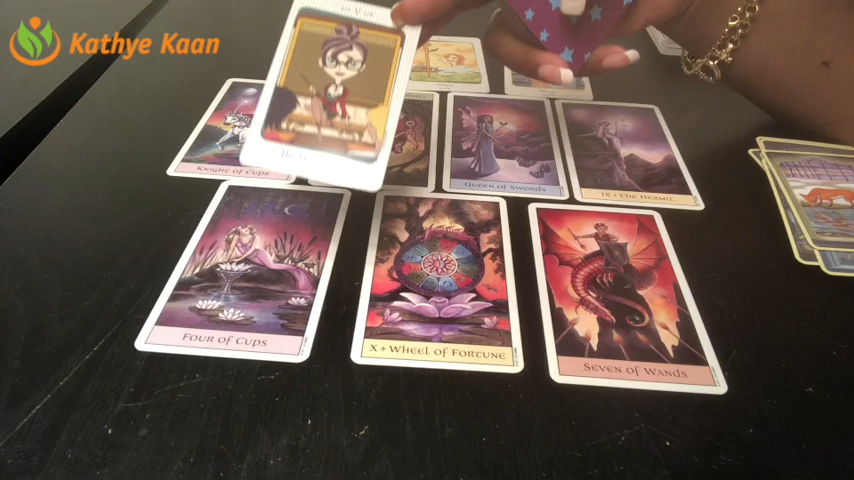 Kathye Kaan
V
Knight of Cups
Queen of Swords
IX The Hermit
Four of Cups
X Wheel of Fortune
Seven of Wands